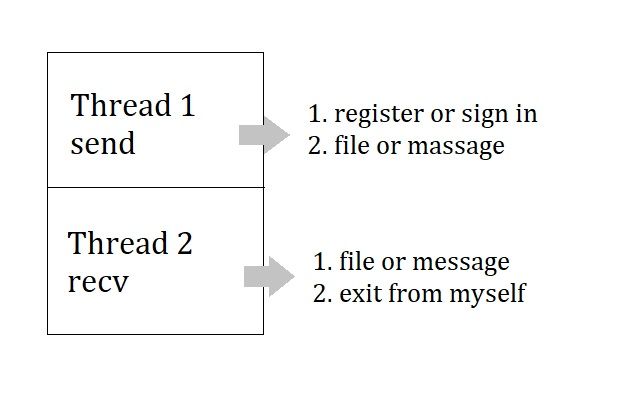 Thread 1
send
1. register or sign in
2. file or massage
Thread 2
recv
1. file or message
2. exit from myself